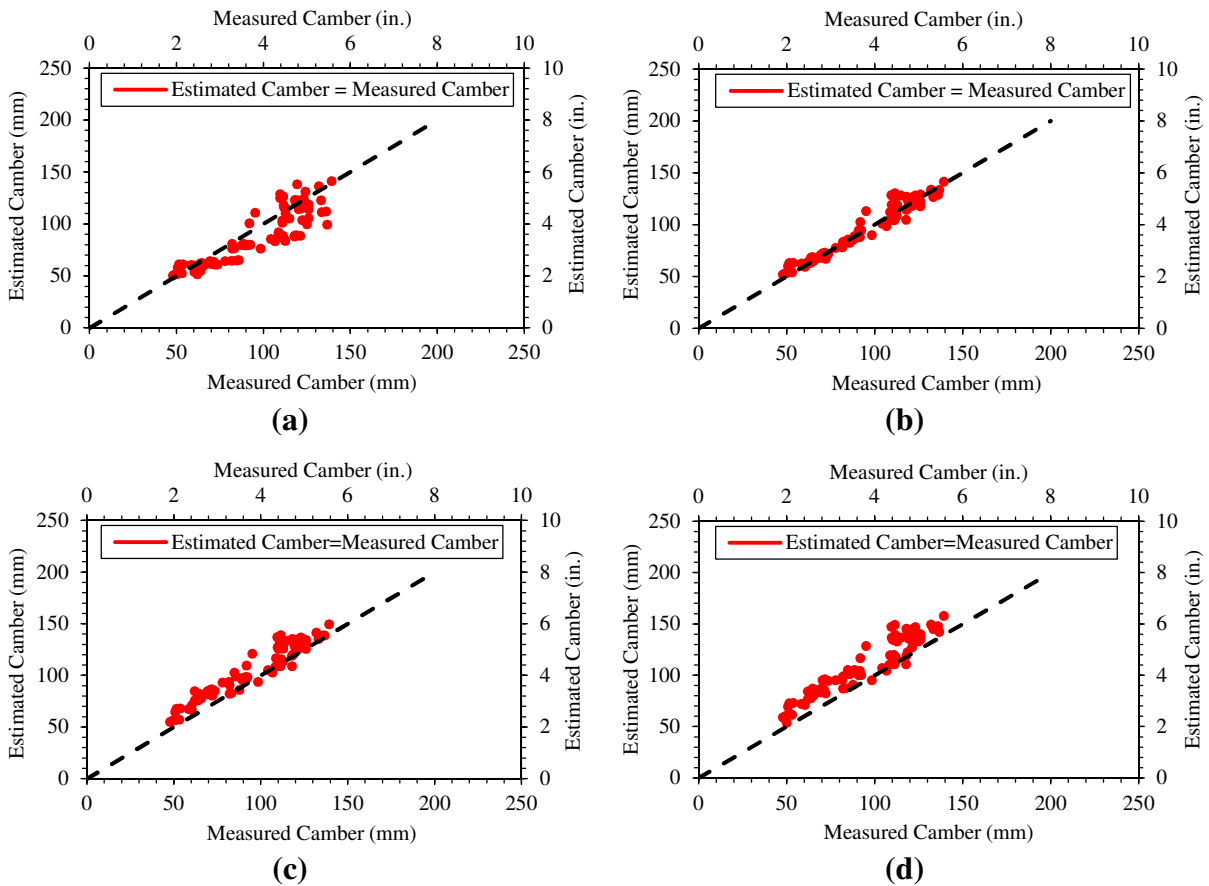 Measured Camber (in.)
0 2 4 6 8 10
Estimated Camber = Measured Camber
Estimated Camber (mm)
250
200
150
100
50
0
10
8
6
4
2
0
Estimated Camber (in.)
0 50 100 150 200 250
Measured Camber (mm)
(a)
Measured Camber (in.)
0 2 4 6 8 10
Estimated Camber = Measured Camber
Estimated Camber (mm)
250
200
150
100
50
0
10
8
6
4
2
0
Estimated Camber (in.)
0 50 100 150 200 250
Measured Camber (mm)
(b)
Measured Camber (in.)
0 2 4 6 8 10
Estimated Camber=Measured Camber
Estimated Camber (mm)
250
200
150
100
50
0
10
8
6
4
2
0
Estimated Camber (in.)
0 50 100 150 200 250
Measured Camber (mm)
(c)
Measured Camber (in.)
0 2 4 6 8 10
Estimated Camber=Measured Camber
Estimated Camber (mm)
250
200
150
100
50
0
10
8
6
4
2
0
Estimated Camber (in.)
0 50 100 150 200 250
Measured Camber (mm)
(d)